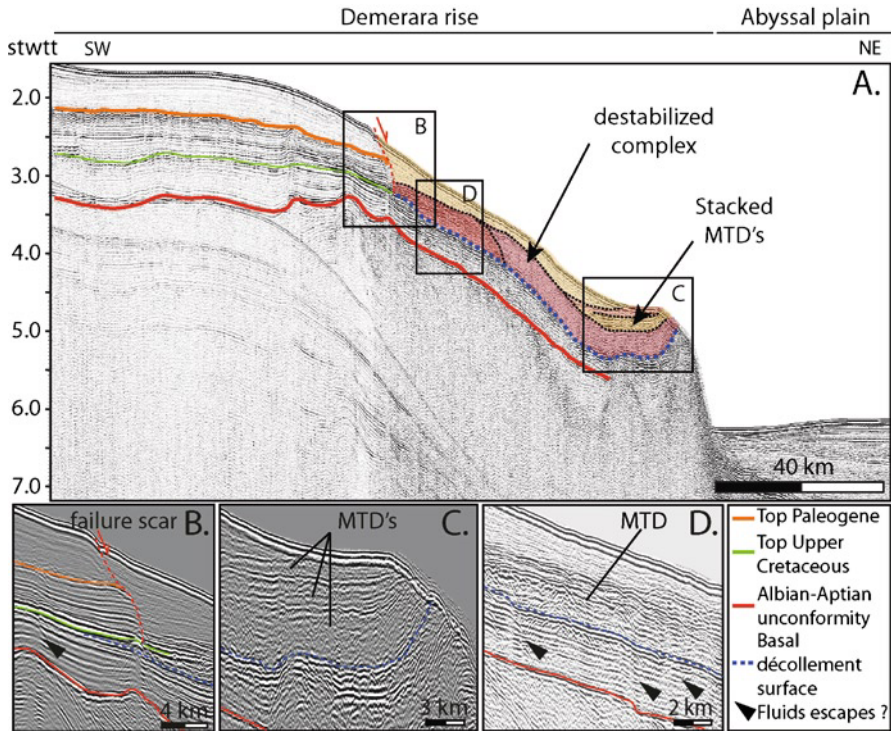 Demerara rise
Abyssal plain
stwtt
SW
NE
A.
2.0
3.0
4.0
5.0
6.0
7.0
B
D
C
destabilized
complex
Stacked
MTD's
40 km
failure scar
B.
4 km
MTD's
C.
3 km
MTD
D.
2 km
Top Paleogene
Top Upper
Cretaceous
Albian-Aptian
unconformity
Basal
décollement
surface
Fluids escapes ?